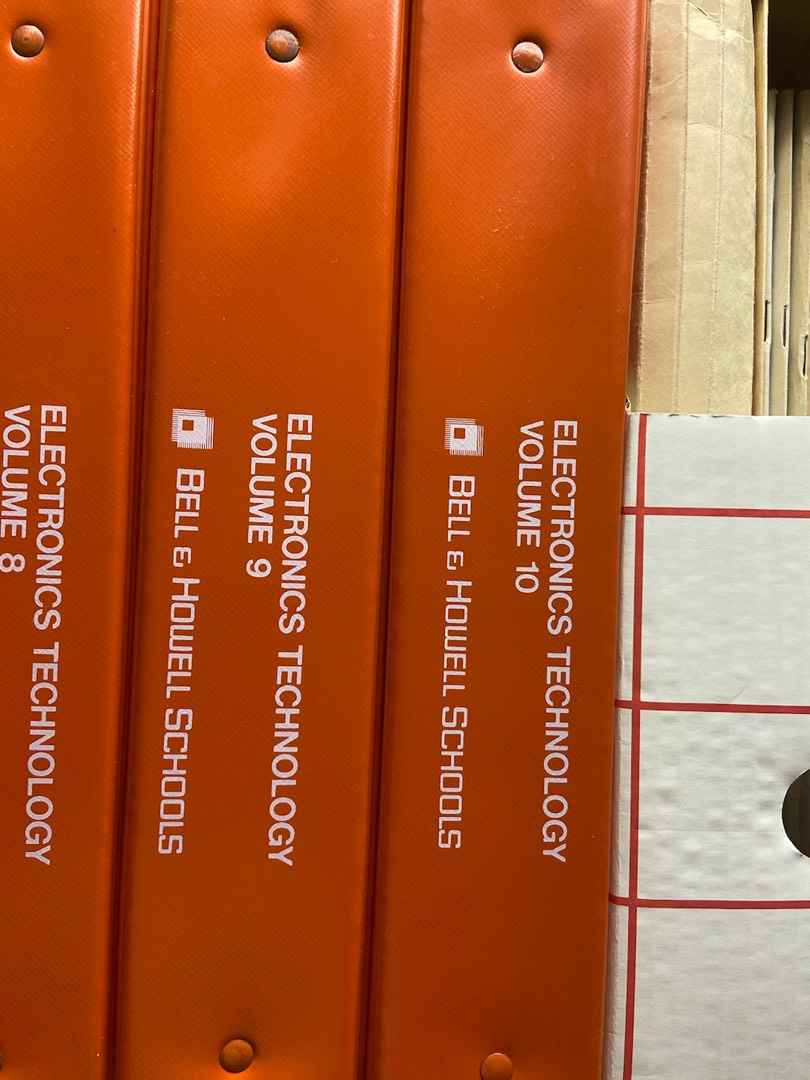 ELECTRONICS TECHNOLOGY
VOLUME 8
ELECTRONICS TECHNOLOGY
VOLUME 9
BELL & HOWELL SCHOOLS
ELECTRONICS TECHNOLOGY
VOLUME 10
BELL & HOWELL SCHOOLS